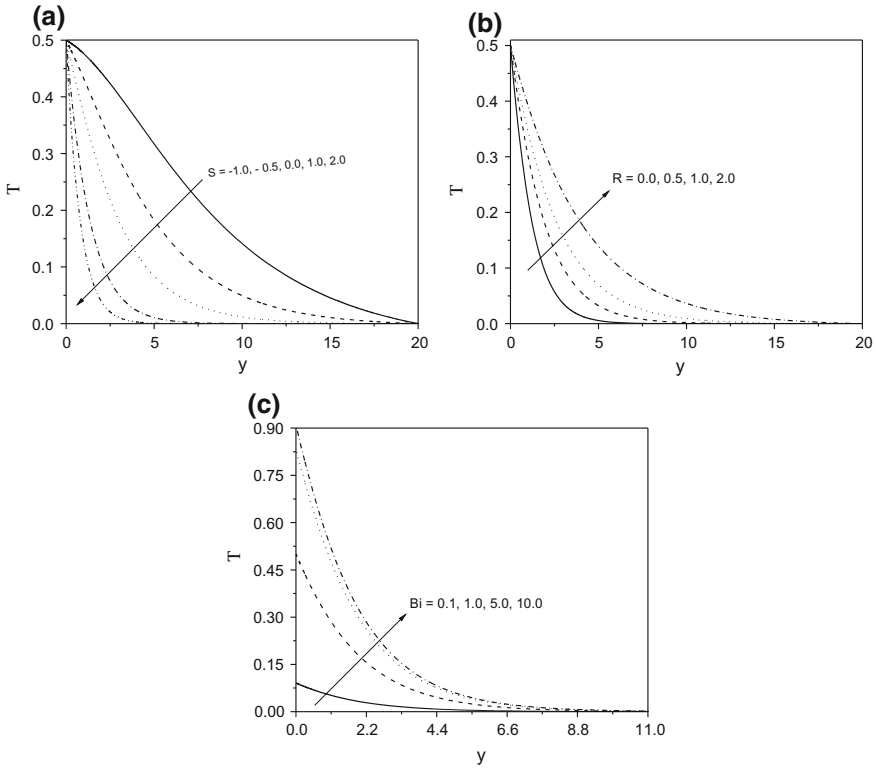 (a)
0.5
0.4
0.3
0.2
0.1
0.0
T
S = -1.0, - 0.5, 0.0, 1.0, 2.0
0 5 10 15 20
y
(b)
0.5
0.4
0.3
0.2
0.1
0.0
T
R = 0.0, 0.5, 1.0, 2.0
0 5 10 15 20
y
(c)
0.90
0.75
0.60
0.45
0.30
0.15
0.00
T
Bi = 0.1, 1.0, 5.0, 10.0
0.0 2.2 4.4 6.6 8.8 11.0
y